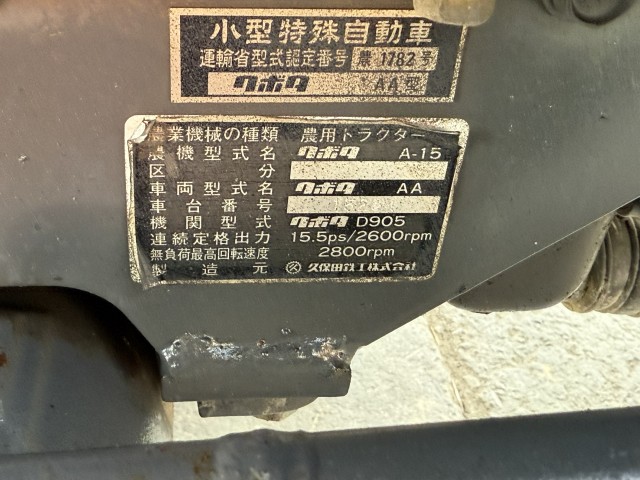 小型特殊自動車
運輸省型式認定番号 農1782号
クボタ AA型
農業機械の種類 農用トラクター
農機型式名 クボタ A-15
区分
車両型式名 クボタ AA
車台番号
機関型式 クボタ D905
連続定格出力 15.5ps/2600rpm
無負荷最高回転速度 2800rpm
製造元 久保田鉄工株式会社